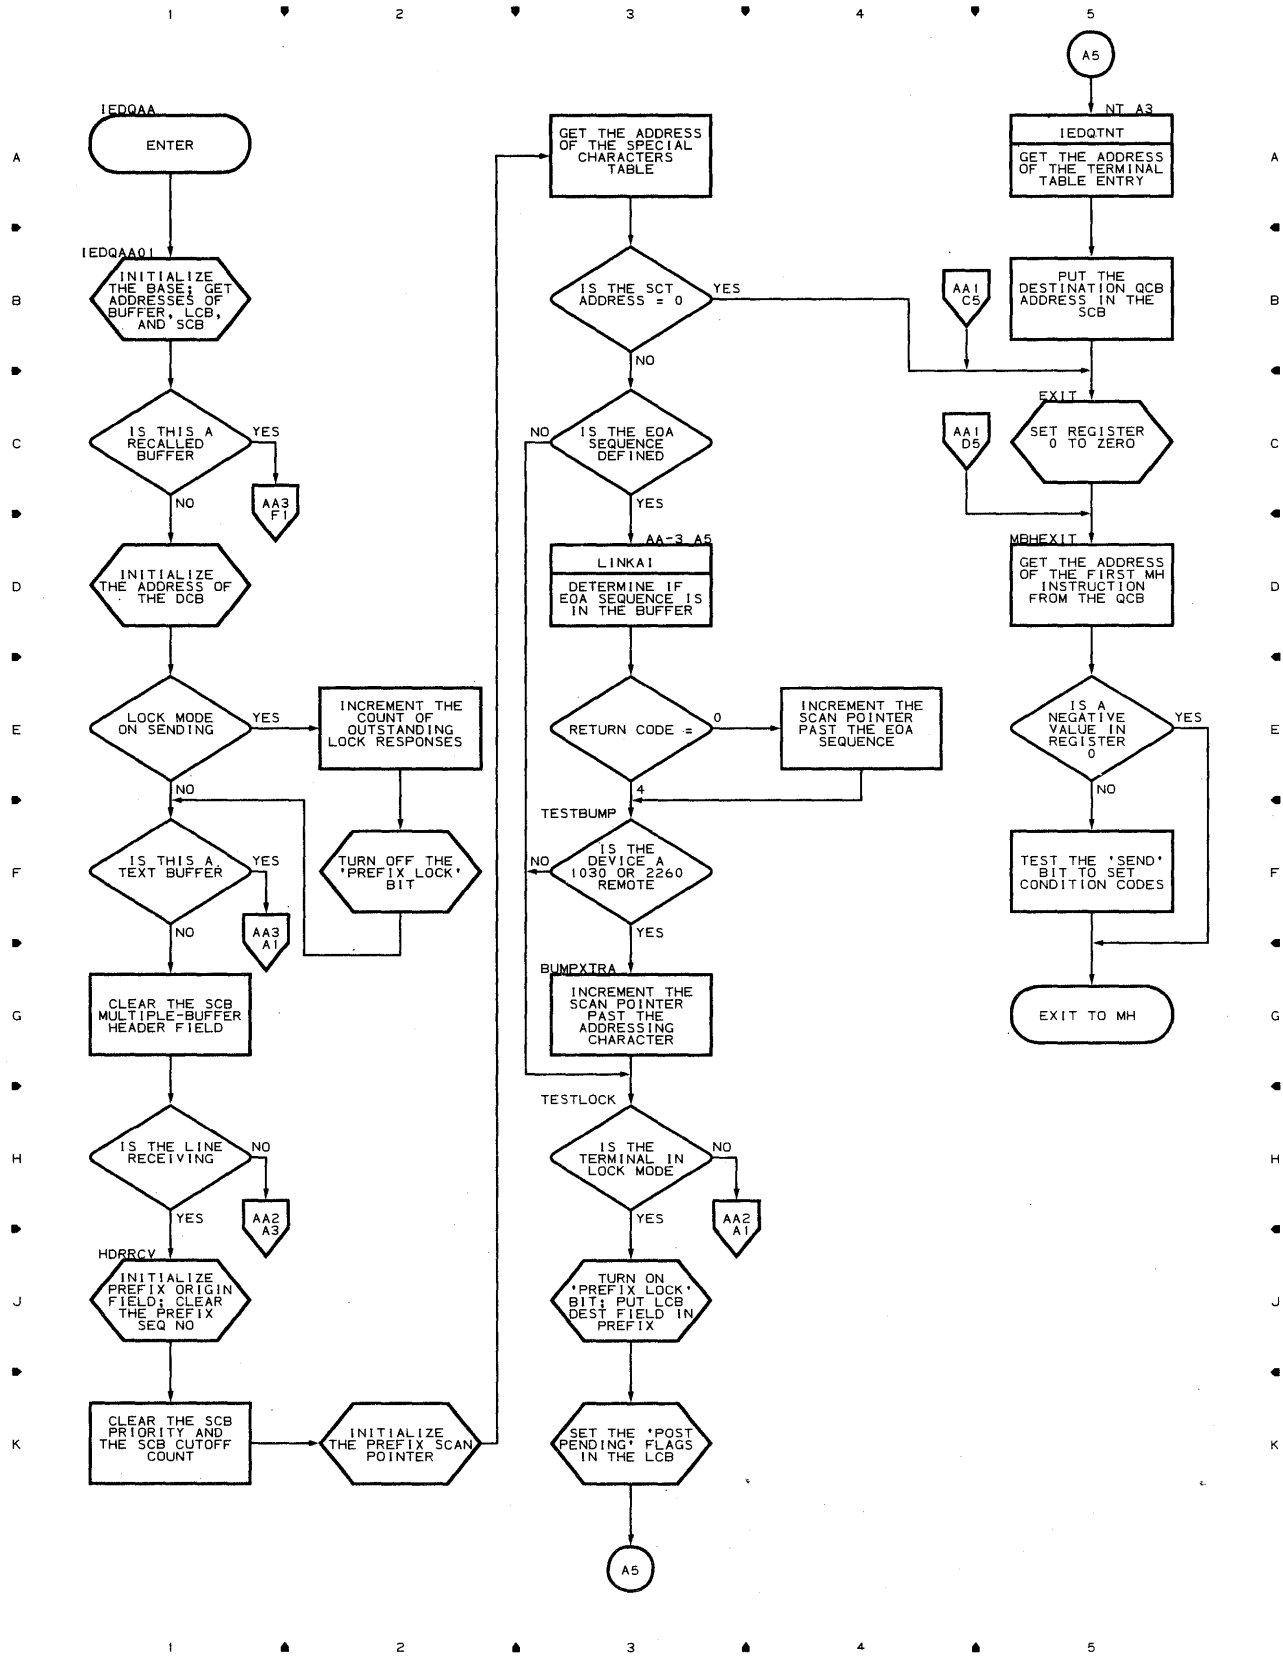 1 2 3 4 5
A5
IEDQAA
ENTER
A
IEDQAA01
INITIALIZE
THE BASE; GET
ADDRESSES OF
BUFFER, LCB,
AND SCB
B
IS THIS A
RECALLED
BUFFER
YES
NO
AA3
F1
C
INITIALIZE
THE ADDRESS OF
THE DCB
D
LOCK MODE
ON SENDING
YES
NO
E
INCREMENT THE
COUNT OF
OUTSTANDING
LOCK RESPONSES
TURN OFF THE
'PREFIX LOCK'
BIT
IS THIS A
TEXT BUFFER
YES
NO
AA3
A1
F
CLEAR THE SCB
MULTIPLE-BUFFER
HEADER FIELD
G
IS THE LINE
RECEIVING
NO
YES
AA2
A3
H
HDRRCV
INITIALIZE
PREFIX ORIGIN
FIELD; CLEAR
THE PREFIX
SEQ NO
J
CLEAR THE SCB
PRIORITY AND
THE SCB CUTOFF
COUNT
K
INITIALIZE
THE PREFIX SCAN
POINTER
GET THE ADDRESS
OF THE SPECIAL
CHARACTERS
TABLE
IS THE SCT
ADDRESS = 0
YES
NO
IS THE EOA
SEQUENCE
DEFINED
NO
YES
AA-3 A5
LINKAI
DETERMINE IF
EOA SEQUENCE IS
IN THE BUFFER
RETURN CODE =
0
4
INCREMENT THE
SCAN POINTER
PAST THE EOA
SEQUENCE
TESTBUMP
IS THE
DEVICE A
1030 OR 2260
REMOTE
NO
YES
BUMPXTRA
INCREMENT THE
SCAN POINTER
PAST THE
ADDRESSING
CHARACTER
TESTLOCK
IS THE
TERMINAL IN
LOCK MODE
NO
YES
AA2
A1
TURN ON
'PREFIX LOCK'
BIT; PUT LCB
DEST FIELD IN
PREFIX
SET THE 'POST
PENDING' FLAGS
IN THE LCB
A5
NT A3
IEDQTNT
GET THE ADDRESS
OF THE TERMINAL
TABLE ENTRY
A
AA1
C5
PUT THE
DESTINATION QCB
ADDRESS IN THE
SCB
B
EXIT
AA1
D5
SET REGISTER
0 TO ZERO
C
MBHEXIT
GET THE ADDRESS
OF THE FIRST MH
INSTRUCTION
FROM THE QCB
D
IS A
NEGATIVE
VALUE IN
REGISTER
0
YES
NO
E
TEST THE 'SEND'
BIT TO SET
CONDITION CODES
F
EXIT TO MH
G
H
J
K
1 2 3 4 5